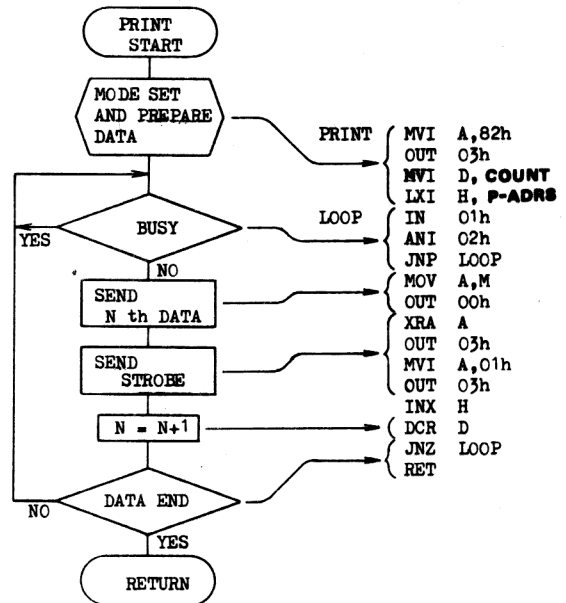 PRINT
START
MODE SET
AND PREPARE
DATA
BUSY
YES
NO
SEND
N th DATA
SEND
STROBE
N = N+1
DATA END
NO
YES
RETURN
PRINT MVI A,82h
OUT 03h
MVI D, COUNT
LXI H, P-ADRS
LOOP IN 01h
ANI 02h
JNP LOOP
MOV A,M
OUT 00h
XRA A
OUT 03h
MVI A,01h
OUT 03h
INX H
DCR D
JNZ LOOP
RET